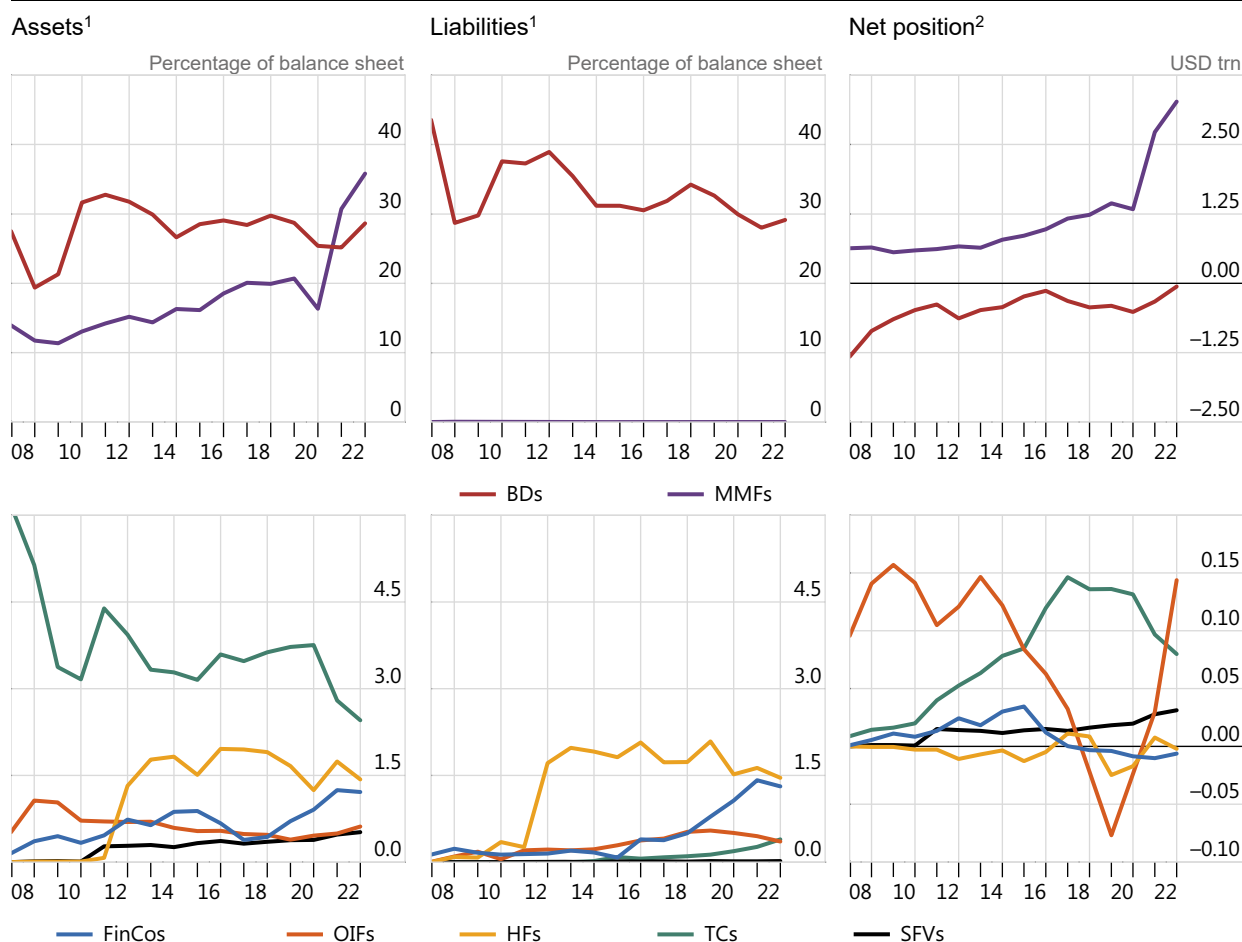 Assets¹ Liabilities¹ Net position²
Percentage of balance sheet Percentage of balance sheet USD trn
40 40 2.50
30 30 1.25
20 20 0.00
10 10 –1.25
0 0 –2.50
08 10 12 14 16 18 20 22 08 10 12 14 16 18 20 22 08 10 12 14 16 18 20 22
BDs MMFs
4.5 4.5 0.15
0.10
3.0 3.0 0.05
0.00
1.5 1.5 –0.05
0.0 0.0 –0.10
08 10 12 14 16 18 20 22 08 10 12 14 16 18 20 22 08 10 12 14 16 18 20 22
FinCos OIFs HFs TCs SFVs